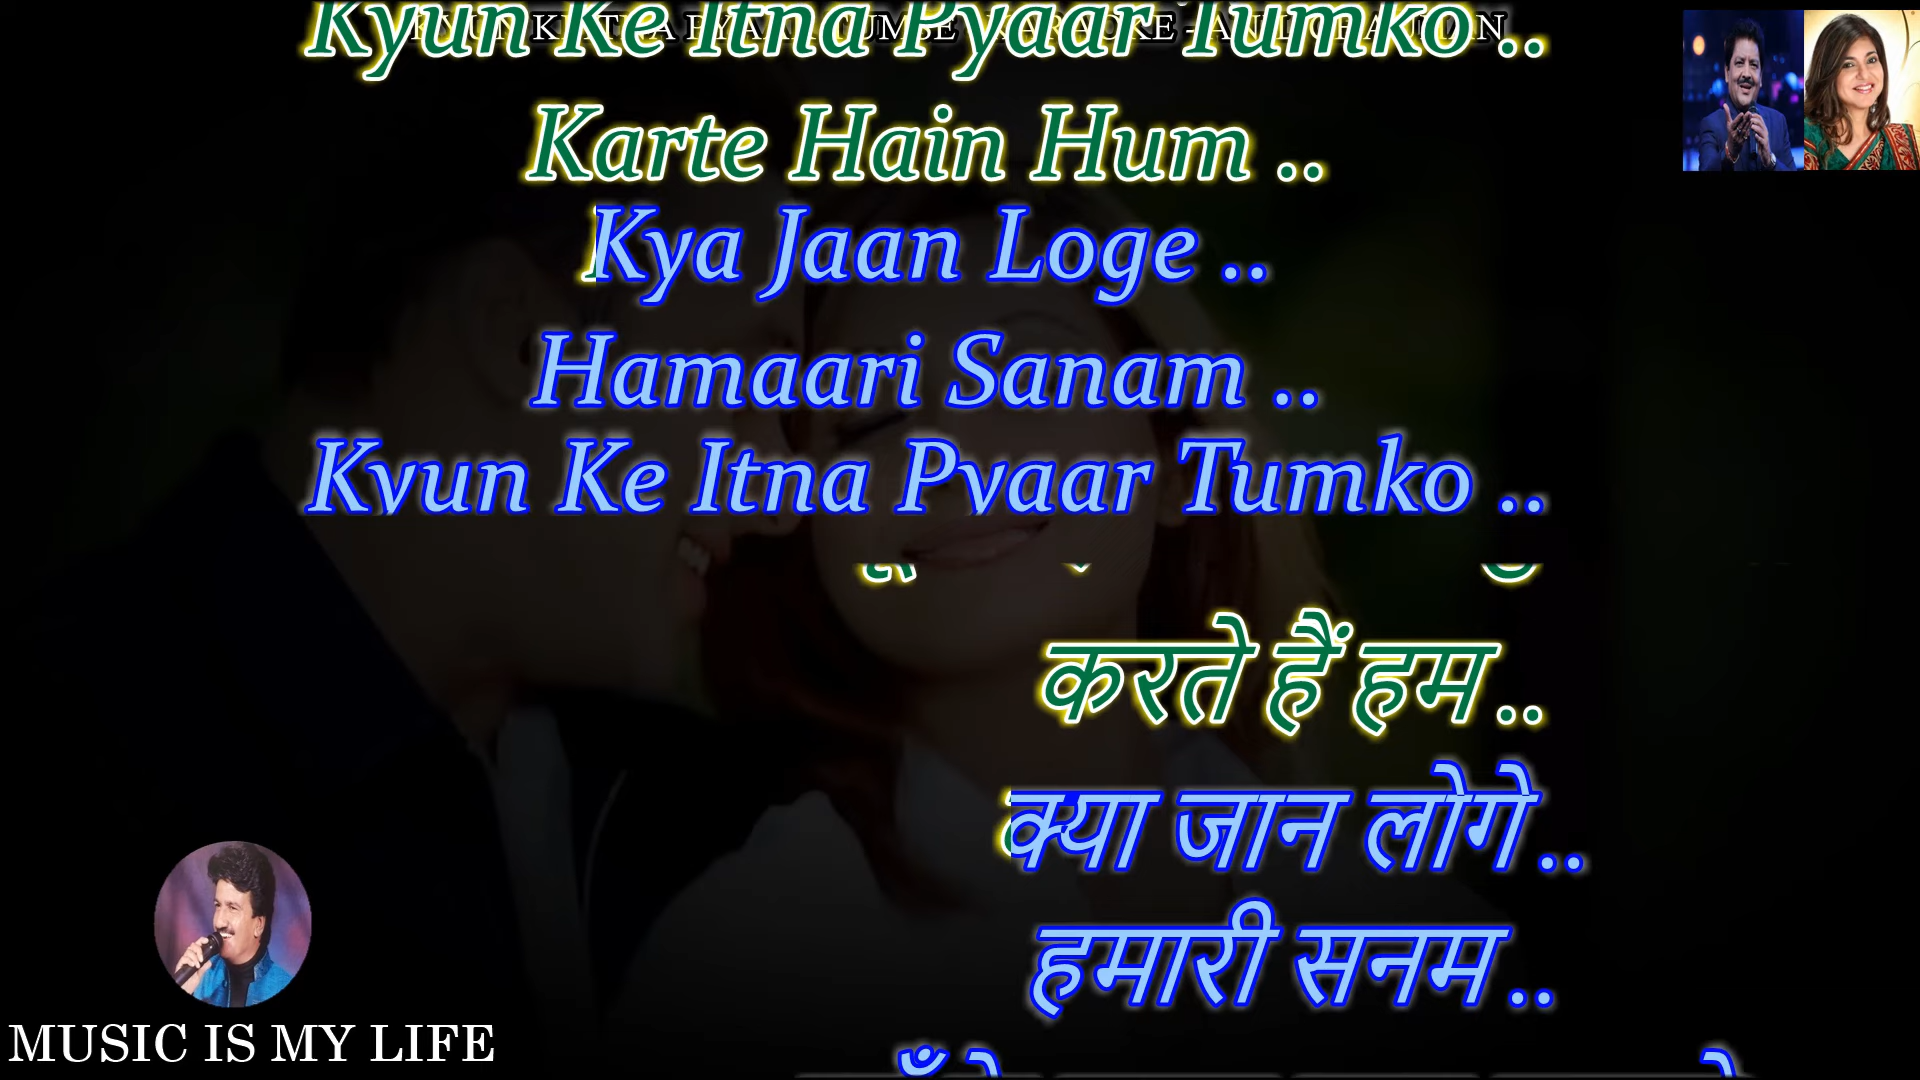 Kyun Ke Itna Pyaar Tumko ..
Karte Hain Hum ..
Kya Jaan Loge ..
Hamaari Sanam ..
Kyun Ke Itna Pyaar Tumko ..
करते हैं हम ..
क्या जान लोगे ..
हमारी सनम ..
MUSIC IS MY LIFE